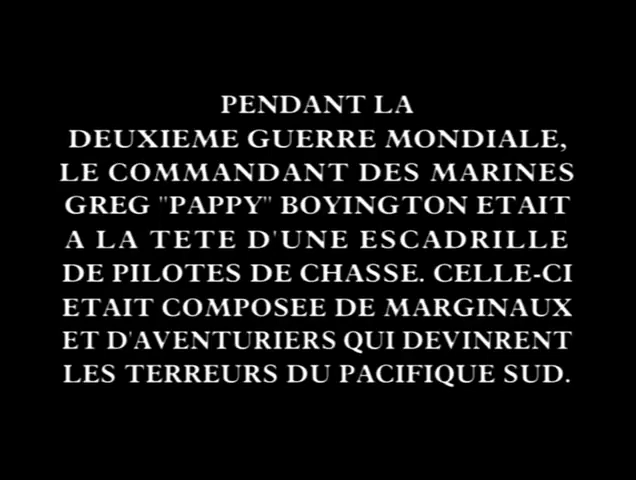 PENDANT LA
DEUXIEME GUERRE MONDIALE,
LE COMMANDANT DES MARINES
GREG "PAPPY" BOYINGTON ETAIT
A LA TETE D'UNE ESCADRILLE
DE PILOTES DE CHASSE. CELLE-CI
ETAIT COMPOSEE DE MARGINAUX
ET D'AVENTURIERS QUI DEVINRENT
LES TERREURS DU PACIFIQUE SUD.